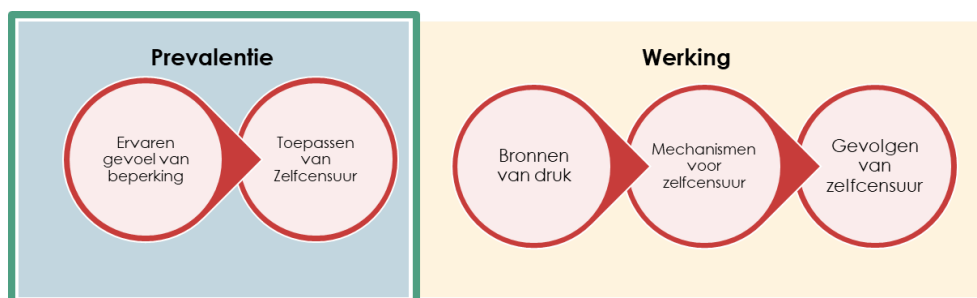 Prevalentie
Ervaren
gevoel van
beperking
Toepassen
van
Zelfcensuur
Werking
Bronnen
van druk
Mechanismen
voor
zelfcensuur
Gevolgen
van
zelfcensuur